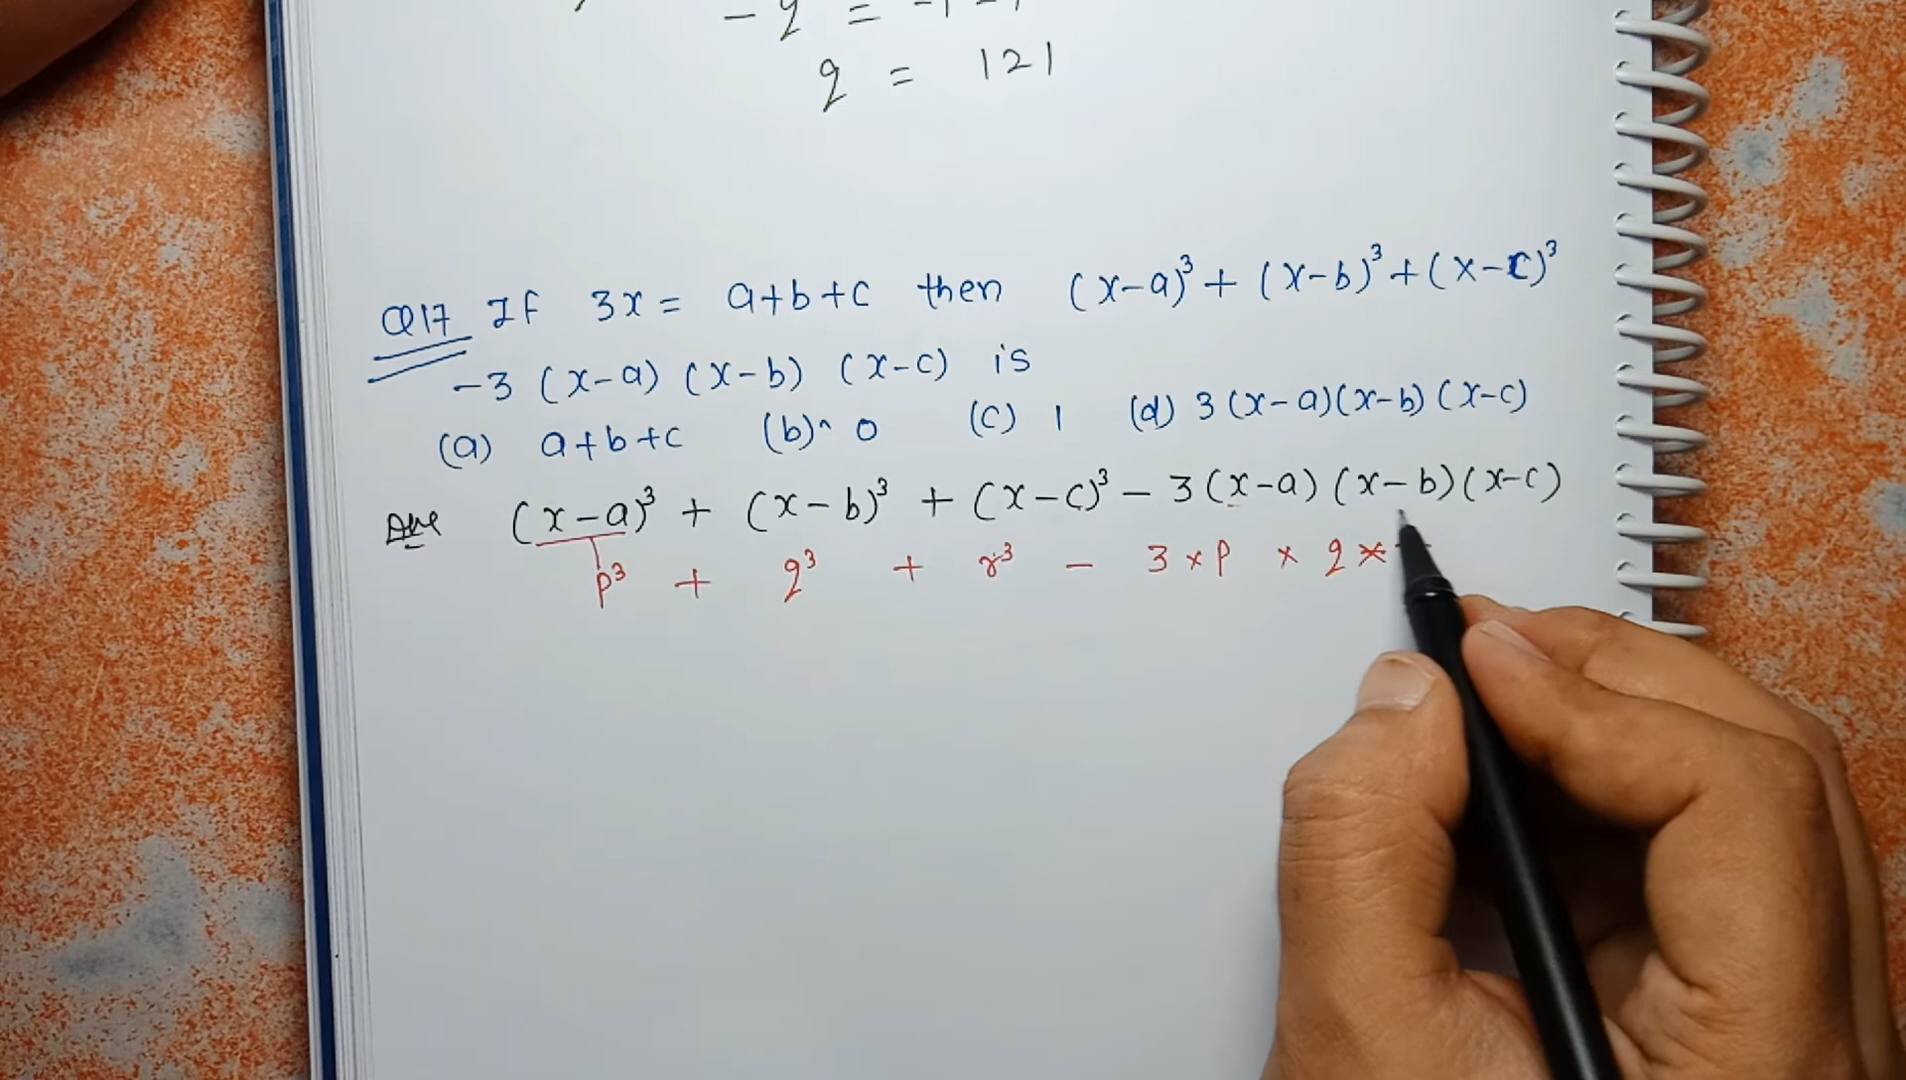 q = 121
Q17 If 3x = a+b+c then (x-a)³ + (x-b)³ + (x-c)³
-3 (x-a) (x-b) (x-c) is
(a) a+b+c (b) 0 (c) 1 (d) 3(x-a)(x-b)(x-c)
Ans (x-a)³ + (x-b)³ + (x-c)³ - 3(x-a)(x-b)(x-c)
p³ + q³ + r³ - 3 × p × q ×